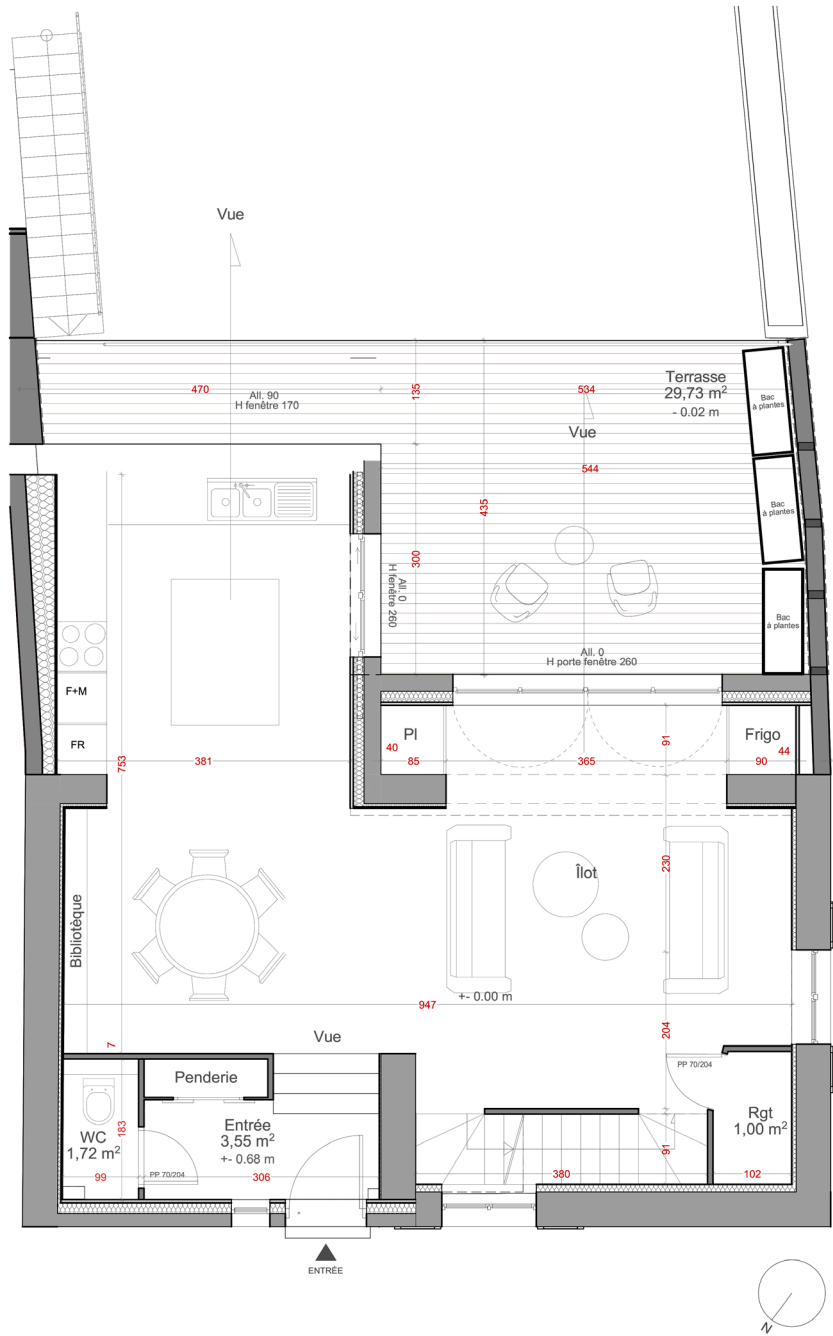 Vue
470
All. 90
H fenêtre 170
135
534
Terrasse
29,73 m²
- 0.02 m
Bac
à plantes
Vue
544
435
Bac
à plantes
300
All. 0
H fenêtre 260
Bac
à plantes
All. 0
H porte fenêtre 260
F+M
FR
Pl
40
85
91
Frigo
44
753
381
365
90
230
Îlot
Bibliotèque
+- 0.00 m
947
204
7
Vue
Penderie
PP 70/204
WC
1,72 m²
183
Entrée
3,55 m²
+- 0.68 m
Rgt
1,00 m²
99
PP 70/204
306
380
91
102
ENTRÉE
N